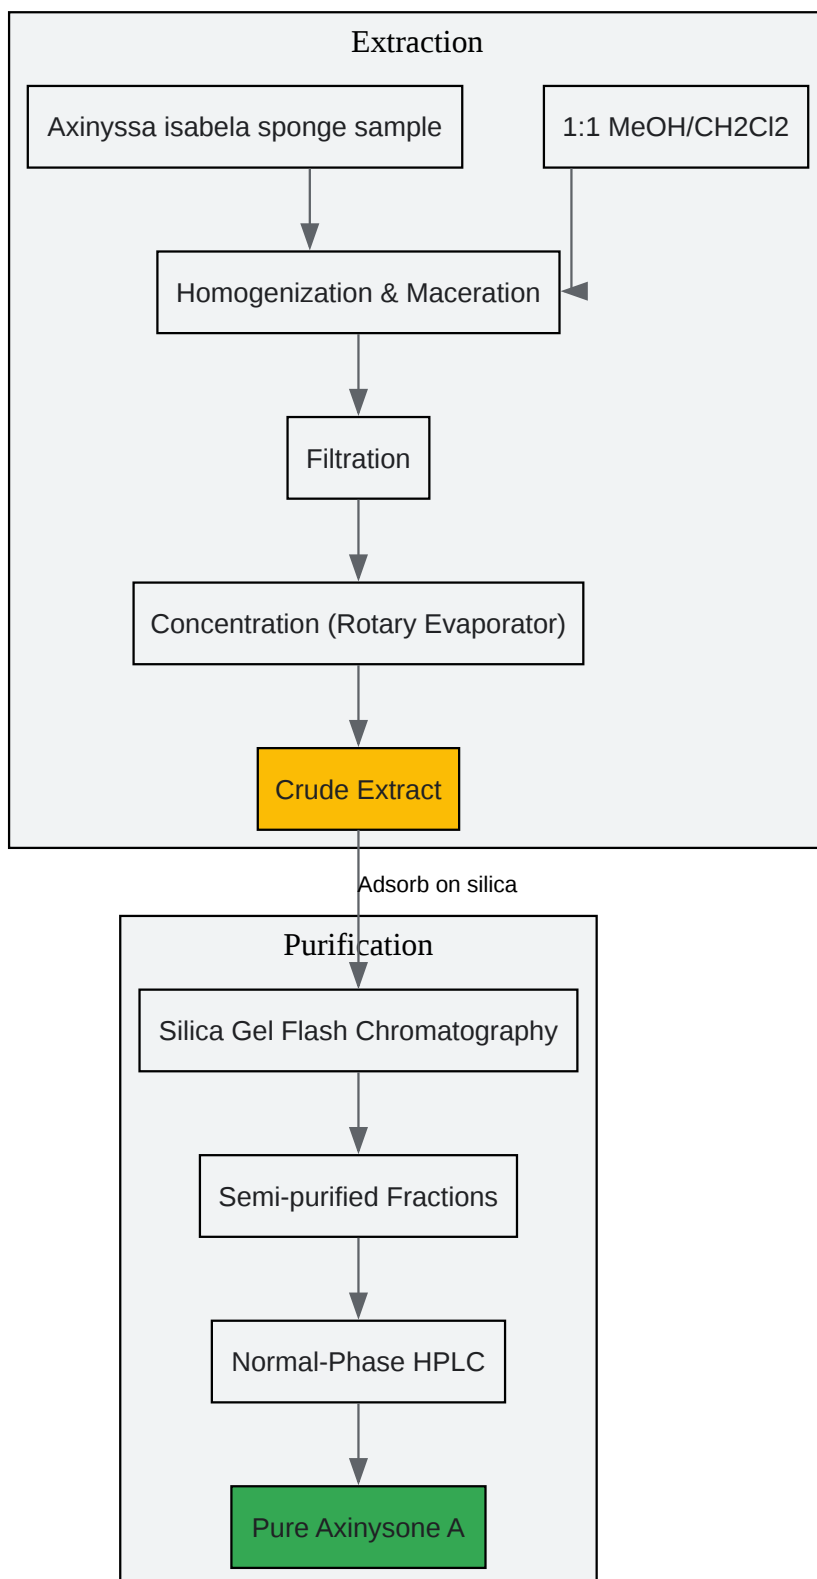 Extraction
Axinyssa isabela sponge sample
1:1 MeOH/CH2Cl2
Homogenization & Maceration
Filtration
Concentration (Rotary Evaporator)
Crude Extract
Adsorb on silica
Purification
Silica Gel Flash Chromatography
Semi-purified Fractions
Normal-Phase HPLC
Pure Axinysone A